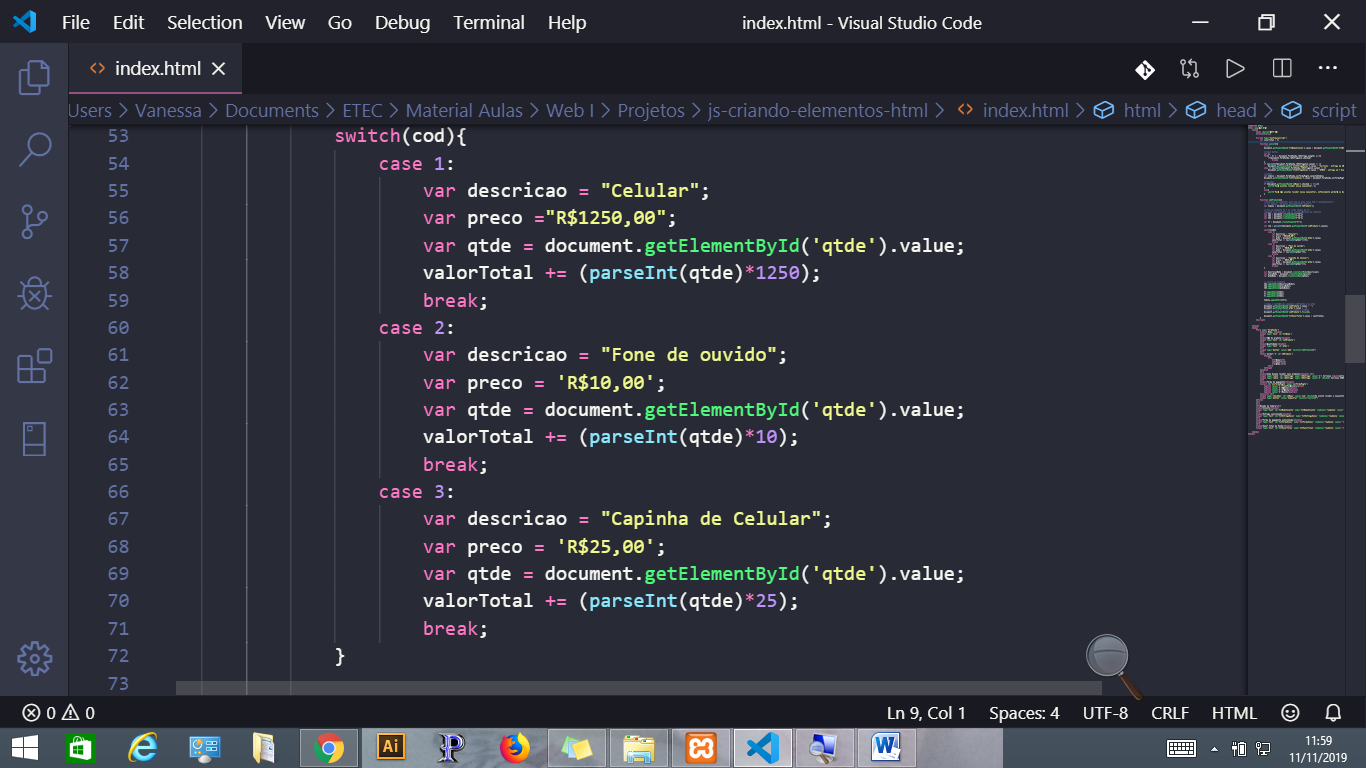 File Edit Selection View Go Debug Terminal Help index.html - Visual Studio Code
index.html
Users > Vanessa > Documents > ETEC > Material Aulas > Web I > Projetos > js-criando-elementos-html > index.html > html > head > script
53 switch(cod){
54 case 1:
55 var descricao = "Celular";
56 var preco ="R$1250,00";
57 var qtde = document.getElementById('qtde').value;
58 valorTotal += (parseInt(qtde)*1250);
59 break;
60 case 2:
61 var descricao = "Fone de ouvido";
62 var preco = 'R$10,00';
63 var qtde = document.getElementById('qtde').value;
64 valorTotal += (parseInt(qtde)*10);
65 break;
66 case 3:
67 var descricao = "Capinha de Celular";
68 var preco = 'R$25,00';
69 var qtde = document.getElementById('qtde').value;
70 valorTotal += (parseInt(qtde)*25);
71 break;
72 }
73
0 0 Ln 9, Col 1 Spaces: 4 UTF-8 CRLF HTML
Ai
11:59
11/11/2019